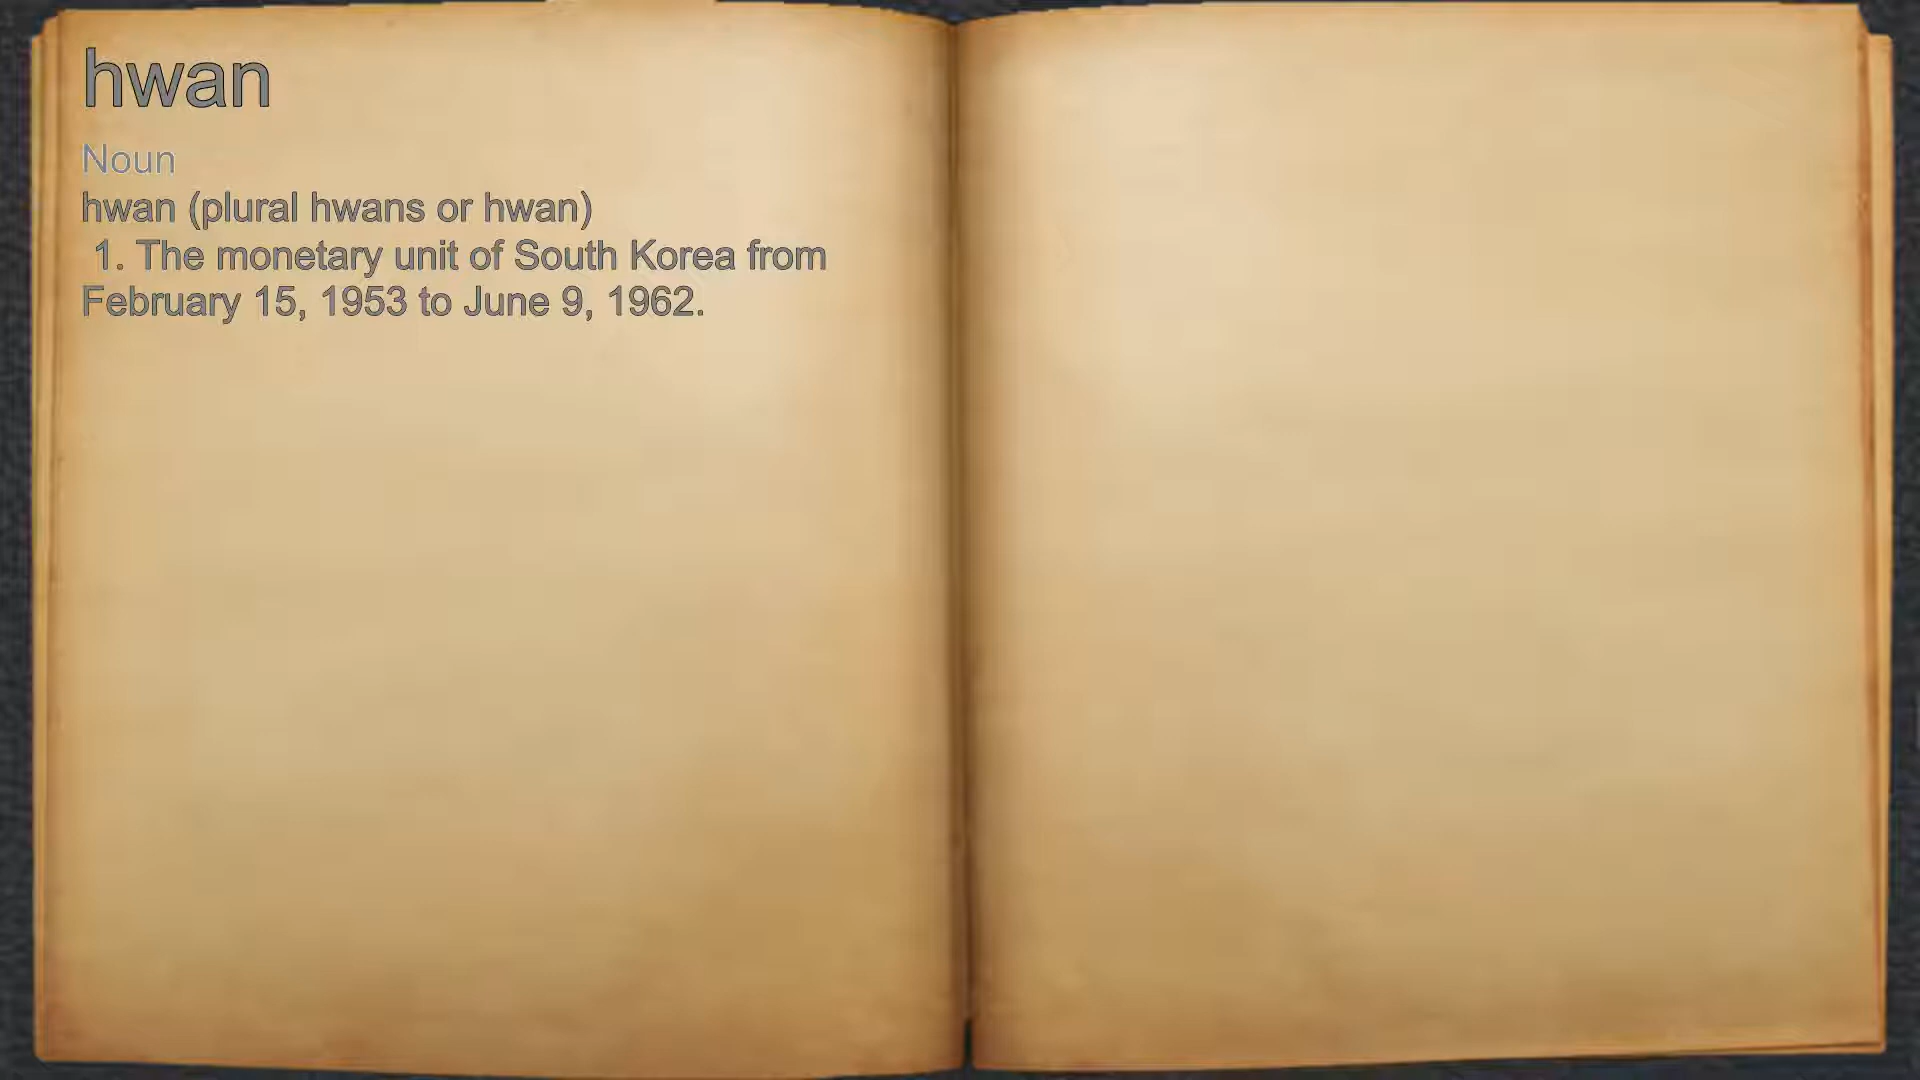 hwan
Noun
hwan (plural hwans or hwan)
1. The monetary unit of South Korea from
February 15, 1953 to June 9, 1962.